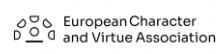 European Character
and Virtue Association